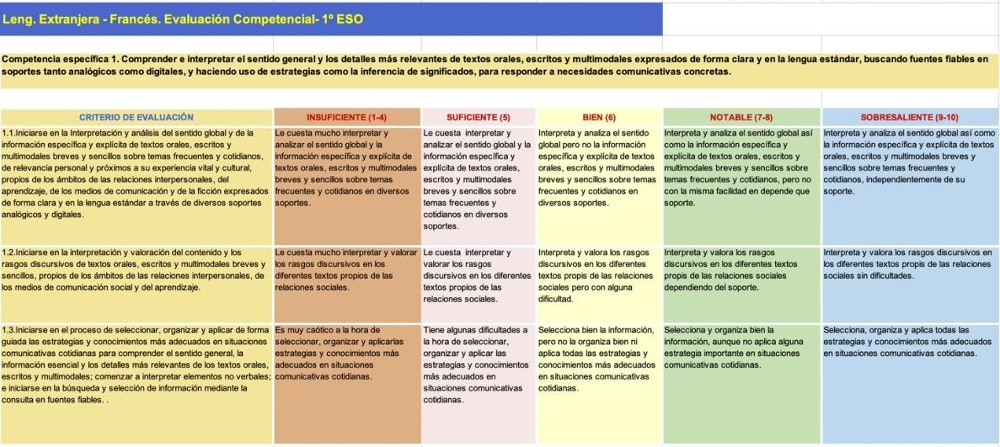 Leng. Extranjera - Francés. Evaluación Competencial- 1º ESO
Competencia específica 1. Comprender e interpretar el sentido general y los detalles más relevantes de textos orales, escritos y multimodales expresados de forma clara y en la lengua estándar, buscando fuentes fiables en
soportes tanto analógicos como digitales, y haciendo uso de estrategias como la inferencia de significados, para responder a necesidades comunicativas concretas.
CRITERIO DE EVALUACIÓN
INSUFICIENTE (1-4)
SUFICIENTE (5)
BIEN (6)
NOTABLE (7-8)
SOBRESALIENTE (9-10)
1.1.Iniciarse en la Interpretación y análisis del sentido global y de la
información específica y explícita de textos orales, escritos y
multimodales breves y sencillos sobre temas frecuentes y cotidianos,
de relevancia personal y próximos a su experiencia vital y cultural,
propios de los ámbitos de las relaciones interpersonales, del
aprendizaje, de los medios de comunicación y de la ficción expresados
de forma clara y en la lengua estándar a través de diversos soportes
analógicos y digitales.
Le cuesta mucho interpretar y
analizar el sentido global y la
información específica y explícita de
textos orales, escritos y multimodales
breves y sencillos sobre temas
frecuentes y cotidianos en diversos
soportes.
Le cuesta interpretar y
analizar el sentido global y la
información específica y
explícita de textos orales,
escritos y multimodales
breves y sencillos sobre
temas frecuentes y
cotidianos en diversos
soportes.
Interpreta y analiza el sentido
global pero no la información
específica y explícita de textos
orales, escritos y multimodales
breves y sencillos sobre temas
frecuentes y cotidianos en
diversos soportes.
Interpreta y analiza el sentido global así
como la información específica y
explícita de textos orales, escritos y
multimodales breves y sencillos sobre
temas frecuentes y cotidianos, pero no
con la misma facilidad en depende que
soporte.
Interpreta y analiza el sentido global así como
la información específica y explícita de textos
orales, escritos y multimodales breves y
sencillos sobre temas frecuentes y
cotidianos, independientemente de su
soporte.
1.2.Iniciarse en la interpretación y valoración del contenido y los
rasgos discursivos de textos orales, escritos y multimodales breves y
sencillos, propios de los ámbitos de las relaciones interpersonales, de
los medios de comunicación social y del aprendizaje.
Le cuesta mucho interpretar y valorar
los rasgos discursivos en los
diferentes textos propios de las
relaciones sociales.
Le cuesta interpretar y
valorar los rasgos
discursivos en los diferentes
textos propios de las
relaciones sociales.
Interpreta y valora los rasgos
discursivos en los diferentes
textos propis de las relaciones
sociales pero con alguna
dificultad.
Interpreta y valora los rasgos
discursivos en los diferentes textos
propis de las relaciones sociales
dependiendo del soporte.
Interpreta y valora los rasgos discursivos en
los diferentes textos propis de las relaciones
sociales sin dificultades.
1.3.Iniciarse en el proceso de seleccionar, organizar y aplicar de forma
guiada las estrategias y conocimientos más adecuados en situaciones
comunicativas cotidianas para comprender el sentido general, la
información esencial y los detalles más relevantes de los textos orales,
escritos y multimodales; comenzar a interpretar elementos no verbales;
e iniciarse en la búsqueda y selección de información mediante la
consulta en fuentes fiables. .
Es muy caótico a la hora de
seleccionar, organizar y aplicarlas
estrategias y conocimientos más
adecuados en situaciones
comunicativas cotidianas.
Tiene algunas dificultades a
la hora de seleccionar,
organizar y aplicar las
estrategias y conocimientos
más adecuados en
situaciones comunicativas
cotidianas.
Selecciona bien la información,
pero no la organiza bien ni
aplica todas las estrategias y
conocimientos más adecuados
en situaciones comunicativas
cotidianas.
Selecciona y organiza bien la
información, aunque no aplica alguna
estrategia importante en situaciones
comunicativas cotidianas.
Selecciona, organiza y aplica todas las
estrategias y conocimientos más adecuados
en situaciones comunicativas cotidianas.